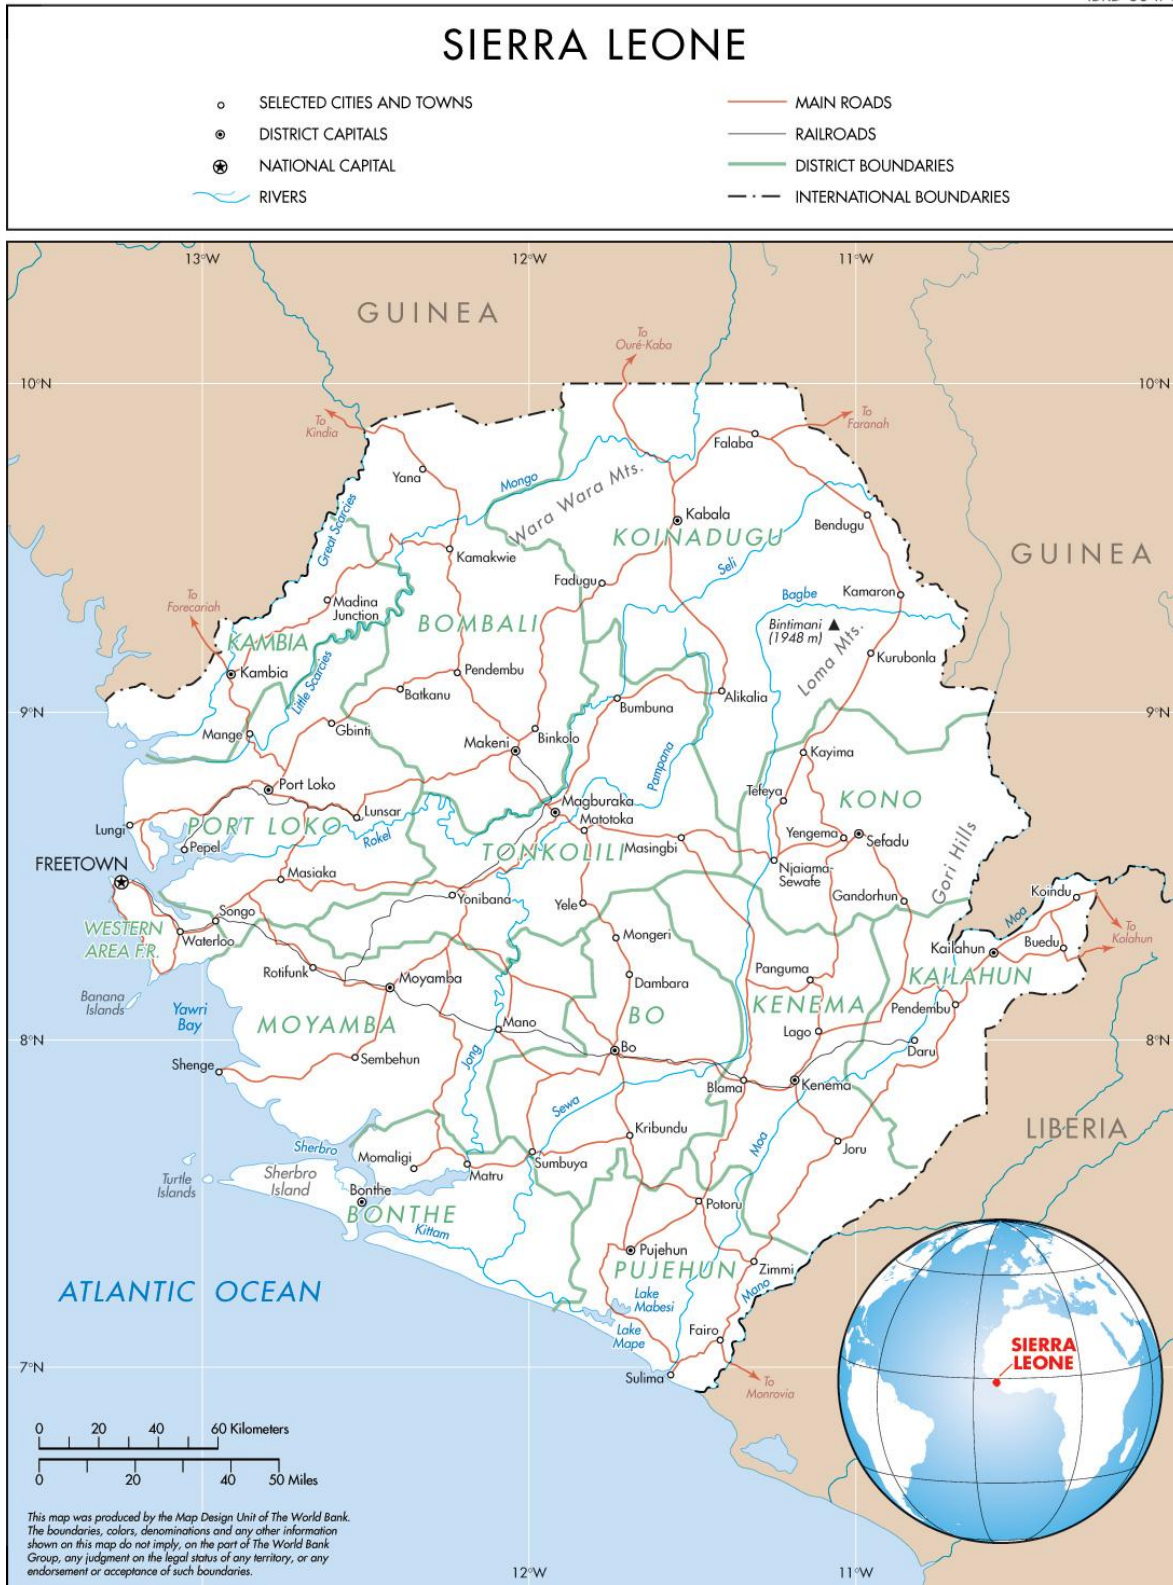 SIERRA LEONE
SELECTED CITIES AND TOWNS
DISTRICT CAPITALS
NATIONAL CAPITAL
RIVERS
MAIN ROADS
RAILROADS
DISTRICT BOUNDARIES
INTERNATIONAL BOUNDARIES
13°W
12°W
11°W
GUINEA
To
Ouré-Kaba
10°N
10°N
To
Kindia
To
Faranah
Falaba
Yana
Mongo
Wara Wara Mts.
Great Scarcies
Kabala
KOINADUGU
Bendugu
GUINEA
Kamakwie
Fadugu
Seli
To
Forecariah
Madina
Junction
Bagbe
Kamaron
BOMBALI
Bintimani
(1948 m)
KAMBIA
Loma Mts.
Kurubonla
Kambia
Little Scarcies
Pendembu
Batkanu
Bumbuna
Alikalia
9°N
9°N
Mange
Gbinti
Makeni
Binkolo
Kayima
Pampana
Port Loko
Tefeya
KONO
Magburaka
Lunsar
Matotoka
Lungi
PORT LOKO
Rokel
Pepel
TONKOLILI
Masingbi
Yengema
Sefadu
Gori Hills
FREETOWN
Masiaka
Njaiama-
Sewafe
Yonibana
Yele
Gandorhun
Koindu
Songo
Moa
To
Kolahun
WESTERN
AREA F.R.
Waterloo
Mongeri
Kailahun
Buedu
Rotifunk
Moyamba
Dambara
Panguma
KAILAHUN
Banana
Islands
Yawri
Bay
MOYAMBA
Mano
BO
KENEMA
Pendembu
Lago
8°N
8°N
Shenge
Sembehun
Jong
Bo
Daru
Blama
Kenema
Sewa
Kribundu
Moa
LIBERIA
Sherbro
Joru
Momaligi
Sumbuya
Turtle
Islands
Sherbro
Island
Matru
Bonthe
Potoru
BONTHE
Kittam
Pujehun
Zimmi
PUJEHUN
ATLANTIC OCEAN
Lake
Mabesi
Mano
Lake
Mape
Fairo
SIERRA
LEONE
7°N
Sulima
To
Monrovia
0 20 40 60 Kilometers
0 20 40 50 Miles
This map was produced by the Map Design Unit of The World Bank.
The boundaries, colors, denominations and any other information
shown on this map do not imply, on the part of The World Bank
Group, any judgment on the legal status of any territory, or any
endorsement or acceptance of such boundaries.
12°W
11°W